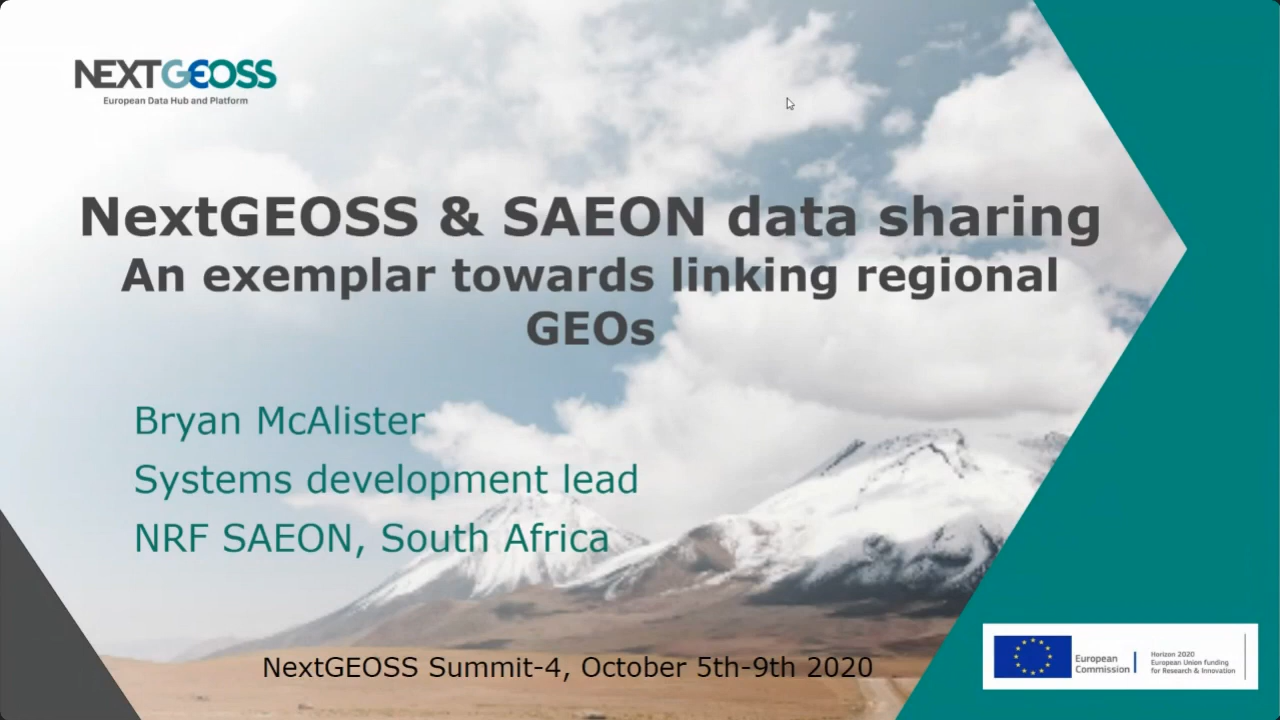 NEXTGEOSS
European Data Hub and Platform
NextGEOSS & SAEON data sharing
An exemplar towards linking regional
GEOs
Bryan McAlister
Systems development lead
NRF SAEON, South Africa
NextGEOSS Summit-4, October 5th-9th 2020
European
Commission
Horizon 2020
European Union funding
for Research & Innovation